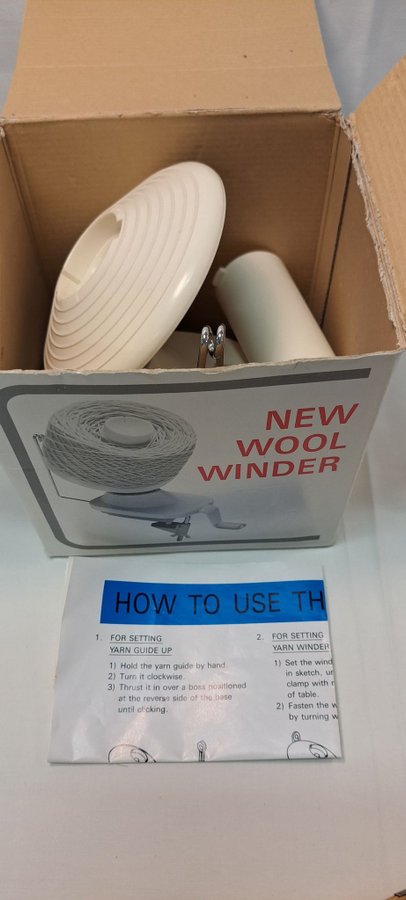 NEW
WOOL
WINDER
HOW TO USE TH
1. FOR SETTING
YARN GUIDE UP
1) Hold the yarn guide by hand.
2) Turn it clockwise.
3) Thrust it in over a boss positioned
at the reverse side of the base
until clicking.
2. FOR SETTING
YARN WINDER
1) Set the wind
in sketch, ur
clamp with r
of table.
2) Fasten the w
by turning w